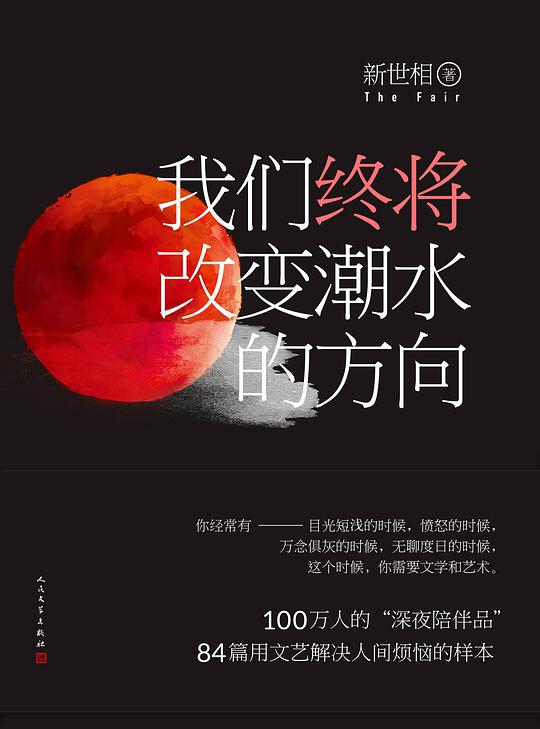 新世相 著
The Fair
我们终将
改变潮水
的方向
你经常有 ——— 目光短浅的时候，愤怒的时候，
万念俱灰的时候，无聊度日的时候，
这个时候，你需要文学和艺术。
100万人的“深夜陪伴品”
84篇用文艺解决人间烦恼的样本
人民文学出版社